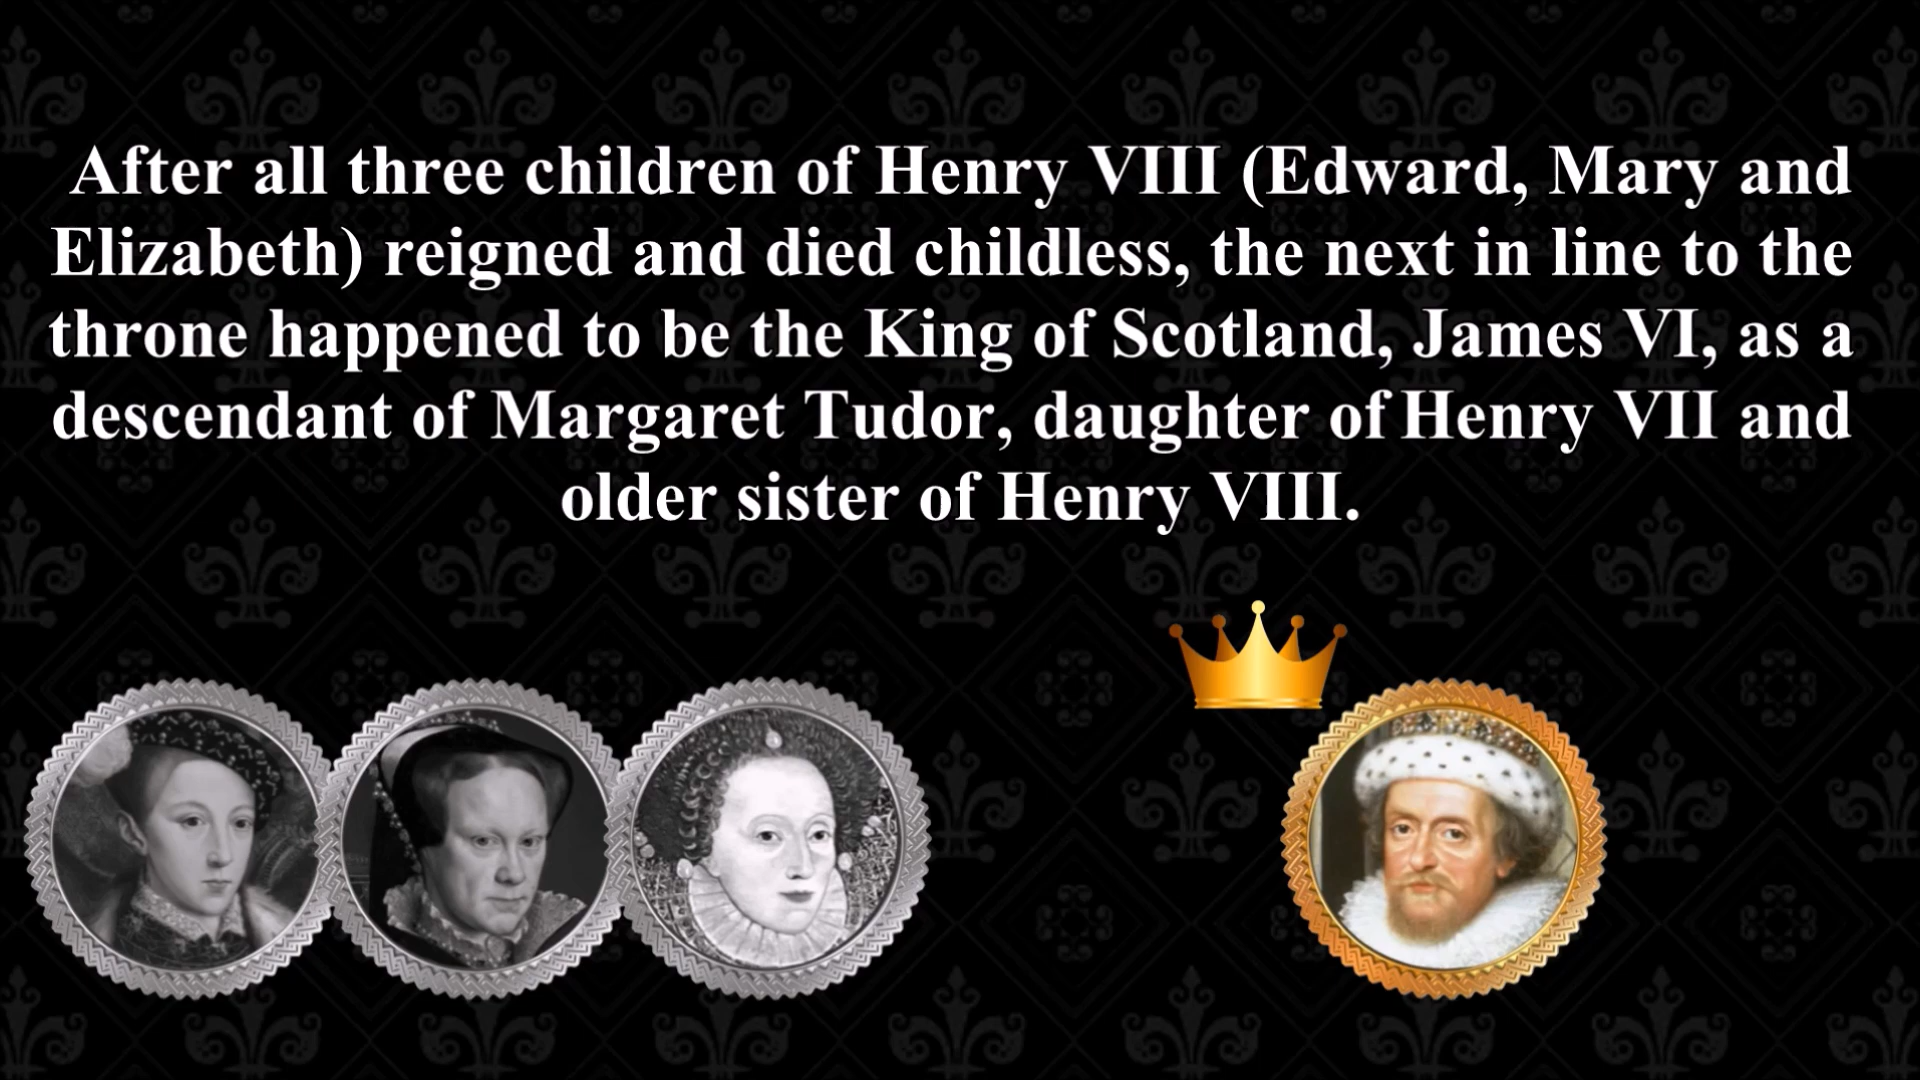 After all three children of Henry VIII (Edward, Mary and
Elizabeth) reigned and died childless, the next in line to the
throne happened to be the King of Scotland, James VI, as a
descendant of Margaret Tudor, daughter of Henry VII and
older sister of Henry VIII.